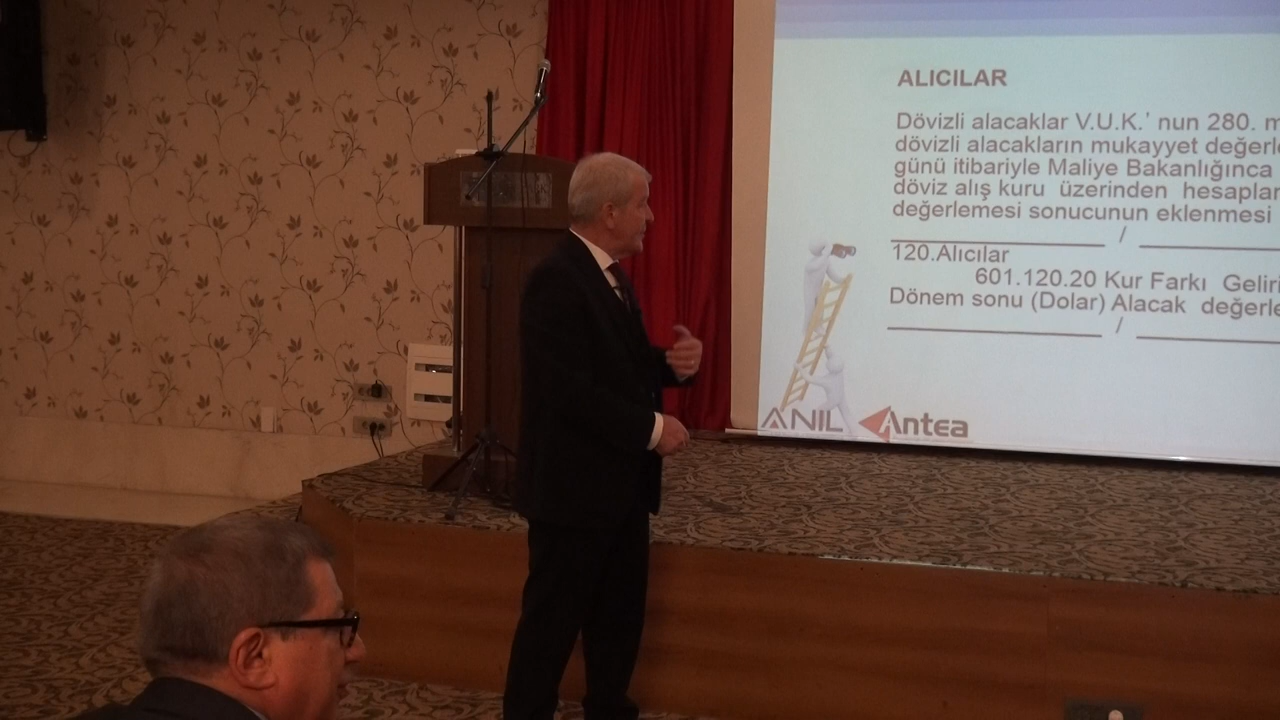 ALICILAR
Dövizli alacaklar V.U.K.' nun 280. m
dövizli alacakların mukayyet değerle
günü itibariyle Maliye Bakanlığınca
döviz alış kuru üzerinden hesaplan
değerlemesi sonucunun eklenmesi
/
120.Alıcılar
601.120.20 Kur Farkı Geliri
Dönem sonu (Dolar) Alacak değerle
/
ANIL Antea